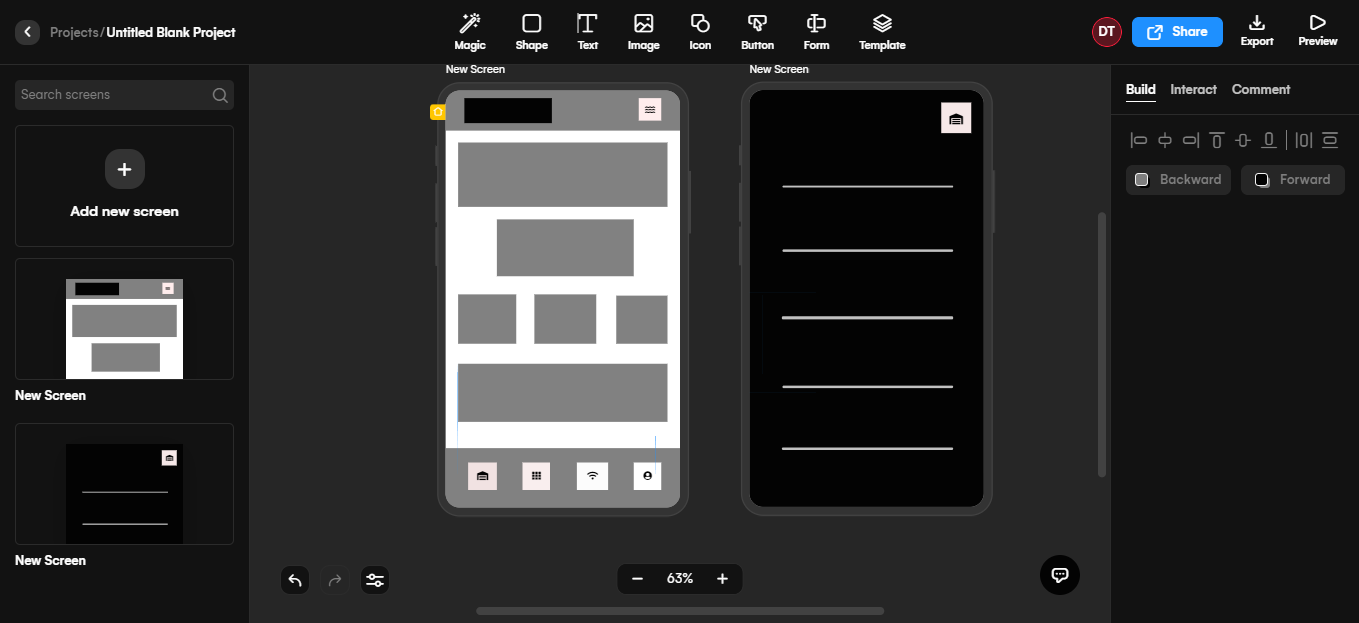 Projects/Untitled Blank Project
Magic
Shape
Text
Image
Icon
Button
Form
Template
DT
Share
Export
Preview
Search screens
Add new screen
New Screen
New Screen
New Screen
New Screen
Build
Interact
Comment
Backward
Forward
63%